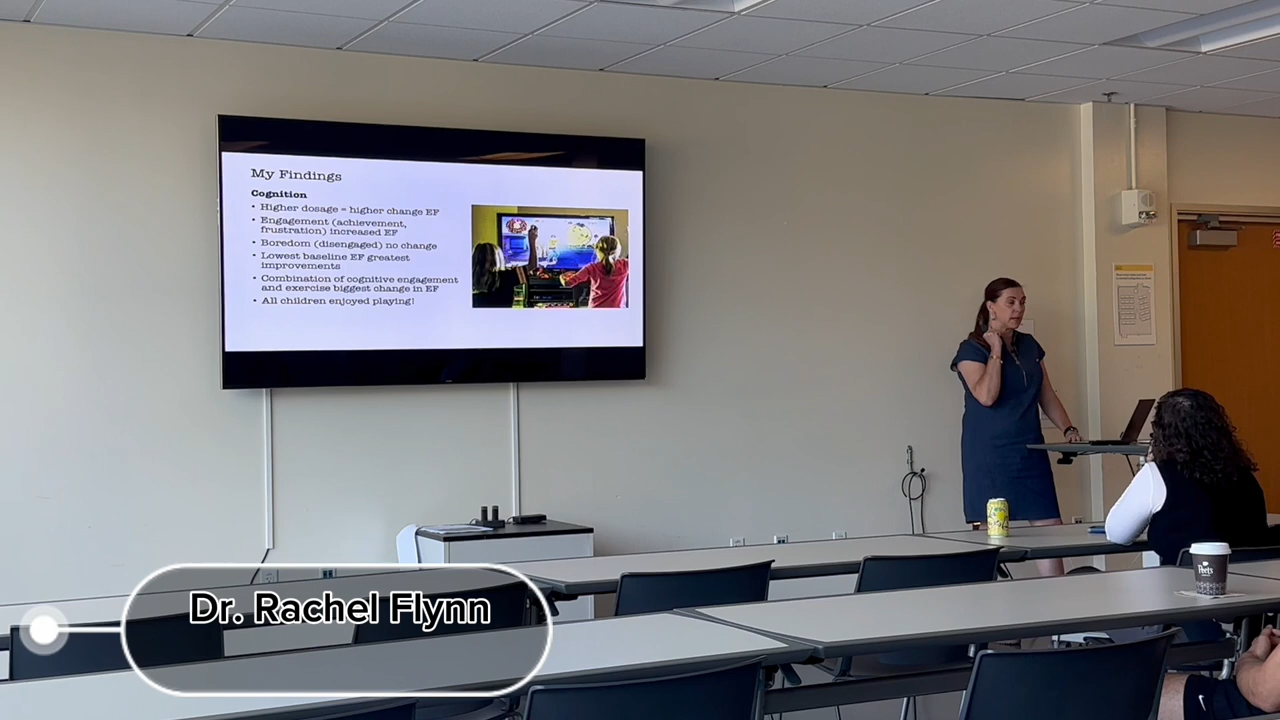 My Findings
Cognition
• Higher dosage = higher change EF
• Engagement (achievement,
frustration) increased EF
• Boredom (disengaged) no change
• Lowest baseline EF greatest
improvements
• Combination of cognitive engagement
and exercise biggest change in EF
• All children enjoyed playing!
Peet's
Dr. Rachel Flynn